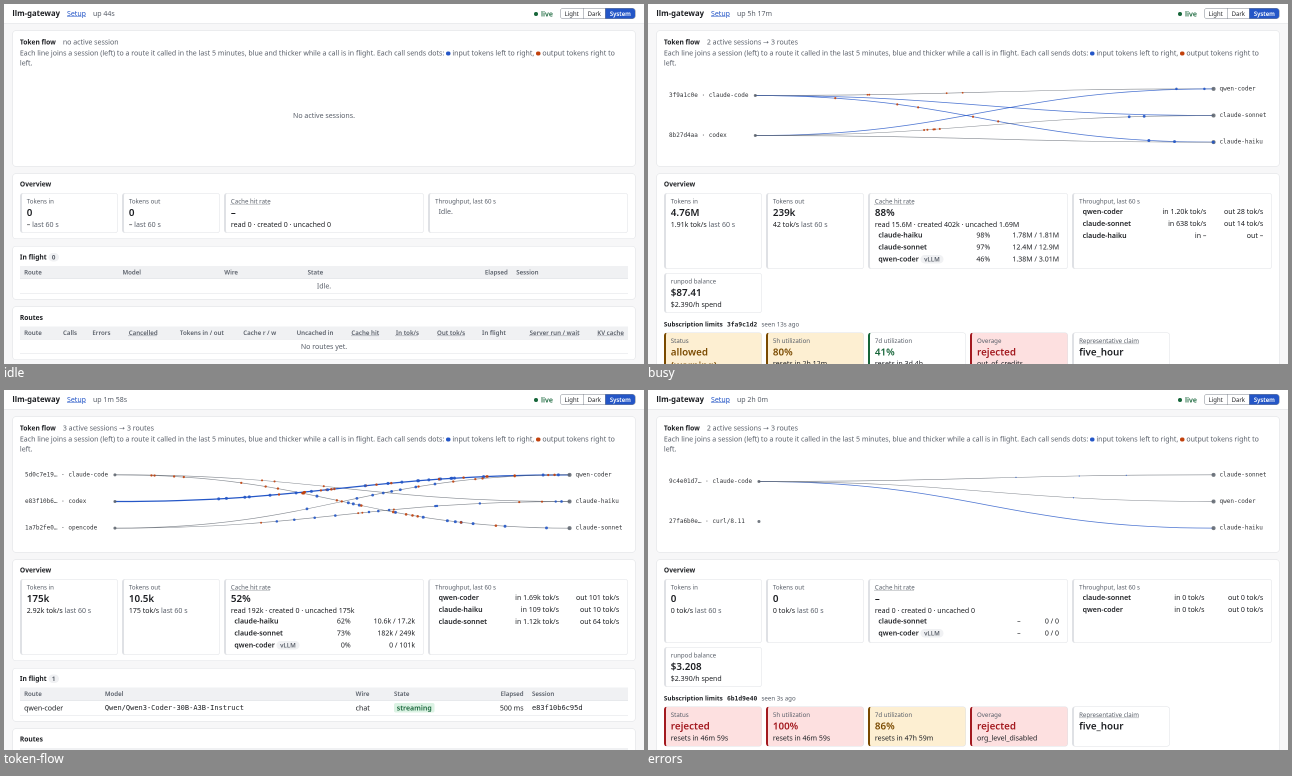 llm-gateway Setup up 44s live Light Dark System
Token flow no active session
Each line joins a session (left) to a route it called in the last 5 minutes, blue and thicker while a call is in flight. Each call sends dots: input tokens left to right, output tokens right to
left.
No active sessions.
Overview
Tokens in
0
– last 60 s
Tokens out
0
– last 60 s
Cache hit rate
–
read 0 · created 0 · uncached 0
Throughput, last 60 s
Idle.
In flight 0
Route Model Wire State Elapsed Session
Idle.
Routes
Route Calls Errors Cancelled Tokens in / out Cache r / w Uncached in Cache hit In tok/s Out tok/s In flight Server run / wait KV cache
No routes yet.
idle
llm-gateway Setup up 5h 17m live Light Dark System
Token flow 2 active sessions → 3 routes
Each line joins a session (left) to a route it called in the last 5 minutes, blue and thicker while a call is in flight. Each call sends dots: input tokens left to right, output tokens right to
left.
3f9a1c0e · claude-code
8b27d4aa · codex
qwen-coder
claude-sonnet
claude-haiku
Overview
Tokens in
4.76M
1.91k tok/s last 60 s
Tokens out
239k
42 tok/s last 60 s
Cache hit rate
88%
read 15.6M · created 402k · uncached 1.69M
claude-haiku 98% 1.78M / 1.81M
claude-sonnet 97% 12.4M / 12.9M
qwen-coder vLLM 46% 1.38M / 3.01M
Throughput, last 60 s
qwen-coder in 1.20k tok/s out 28 tok/s
claude-sonnet in 638 tok/s out 14 tok/s
claude-haiku in – out –
runpod balance
$87.41
$2.390/h spend
Subscription limits 3fa9c1d2 seen 13s ago
Status
allowed
5h utilization
80%
resets in 2h 12m
7d utilization
41%
resets in 3d 4h
Overage
rejected
out_of_credits
Representative claim
five_hour
busy
llm-gateway Setup up 1m 58s live Light Dark System
Token flow 3 active sessions → 3 routes
Each line joins a session (left) to a route it called in the last 5 minutes, blue and thicker while a call is in flight. Each call sends dots: input tokens left to right, output tokens right to
left.
5d0c7e19… · claude-code
e83f10b6… · codex
1a7b2fe0… · opencode
qwen-coder
claude-haiku
claude-sonnet
Overview
Tokens in
175k
2.92k tok/s last 60 s
Tokens out
10.5k
175 tok/s last 60 s
Cache hit rate
52%
read 192k · created 0 · uncached 175k
claude-haiku 62% 10.6k / 17.2k
claude-sonnet 73% 182k / 249k
qwen-coder vLLM 0% 0 / 101k
Throughput, last 60 s
qwen-coder in 1.69k tok/s out 101 tok/s
claude-haiku in 109 tok/s out 10 tok/s
claude-sonnet in 1.12k tok/s out 64 tok/s
In flight 1
Route Model Wire State Elapsed Session
qwen-coder Qwen/Qwen3-Coder-30B-A3B-Instruct chat streaming 500 ms e83f10b6c95d
Routes
token-flow
llm-gateway Setup up 2h 0m live Light Dark System
Token flow 2 active sessions → 3 routes
Each line joins a session (left) to a route it called in the last 5 minutes, blue and thicker while a call is in flight. Each call sends dots: input tokens left to right, output tokens right to
left.
9c4e01d7… · claude-code
27fa6b0e… · curl/8.11
claude-sonnet
qwen-coder
claude-haiku
Overview
Tokens in
0
0 tok/s last 60 s
Tokens out
0
0 tok/s last 60 s
Cache hit rate
–
read 0 · created 0 · uncached 0
claude-sonnet – 0 / 0
qwen-coder vLLM – 0 / 0
Throughput, last 60 s
claude-sonnet in 0 tok/s out 0 tok/s
qwen-coder in 0 tok/s out 0 tok/s
runpod balance
$3.208
$2.390/h spend
Subscription limits 6b1d9e40 seen 3s ago
Status
rejected
resets in 46m 59s
5h utilization
100%
resets in 46m 59s
7d utilization
86%
resets in 47h 59m
Overage
rejected
org_level_disabled
Representative claim
five_hour
errors